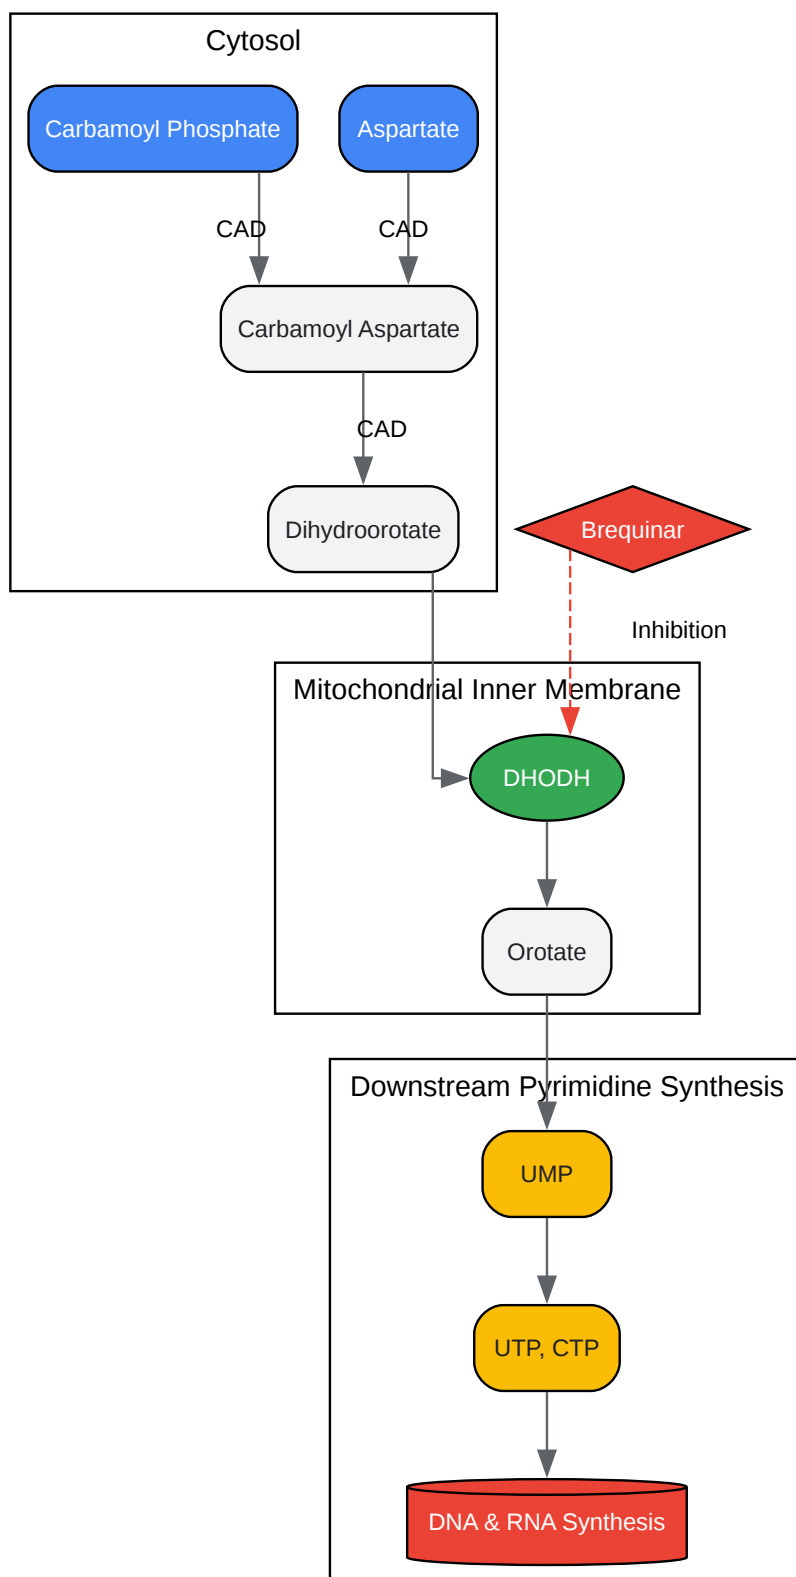 Cytosol
Carbamoyl Phosphate
Aspartate
CAD
CAD
Carbamoyl Aspartate
CAD
Dihydroorotate
Brequinar
Inhibition
Mitochondrial Inner Membrane
DHODH
Orotate
Downstream Pyrimidine Synthesis
UMP
UTP, CTP
DNA & RNA Synthesis